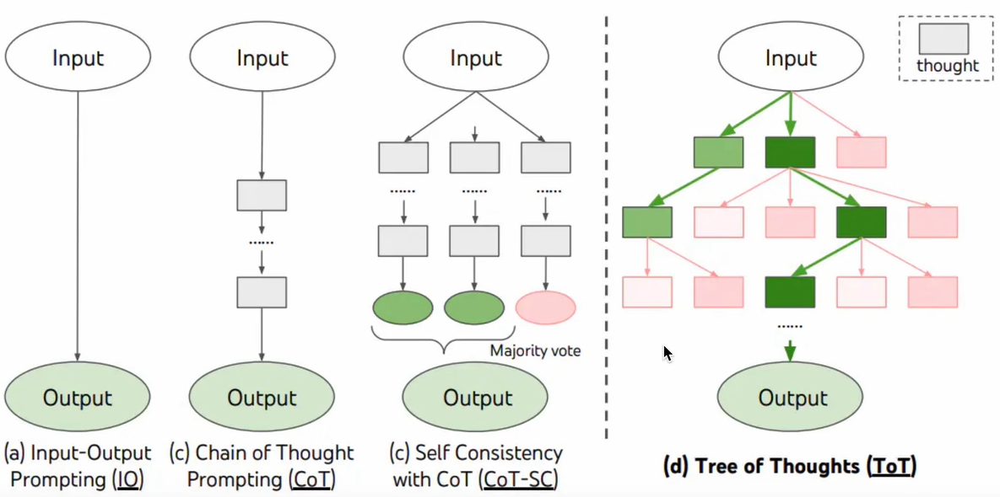 Input
Input
Input
Input
thought
......
......
......
......
......
Majority vote
Output
Output
Output
Output
(a) Input-Output
Prompting (IO)
(c) Chain of Thought
Prompting (CoT)
(c) Self Consistency
with CoT (CoT-SC)
(d) Tree of Thoughts (ToT)